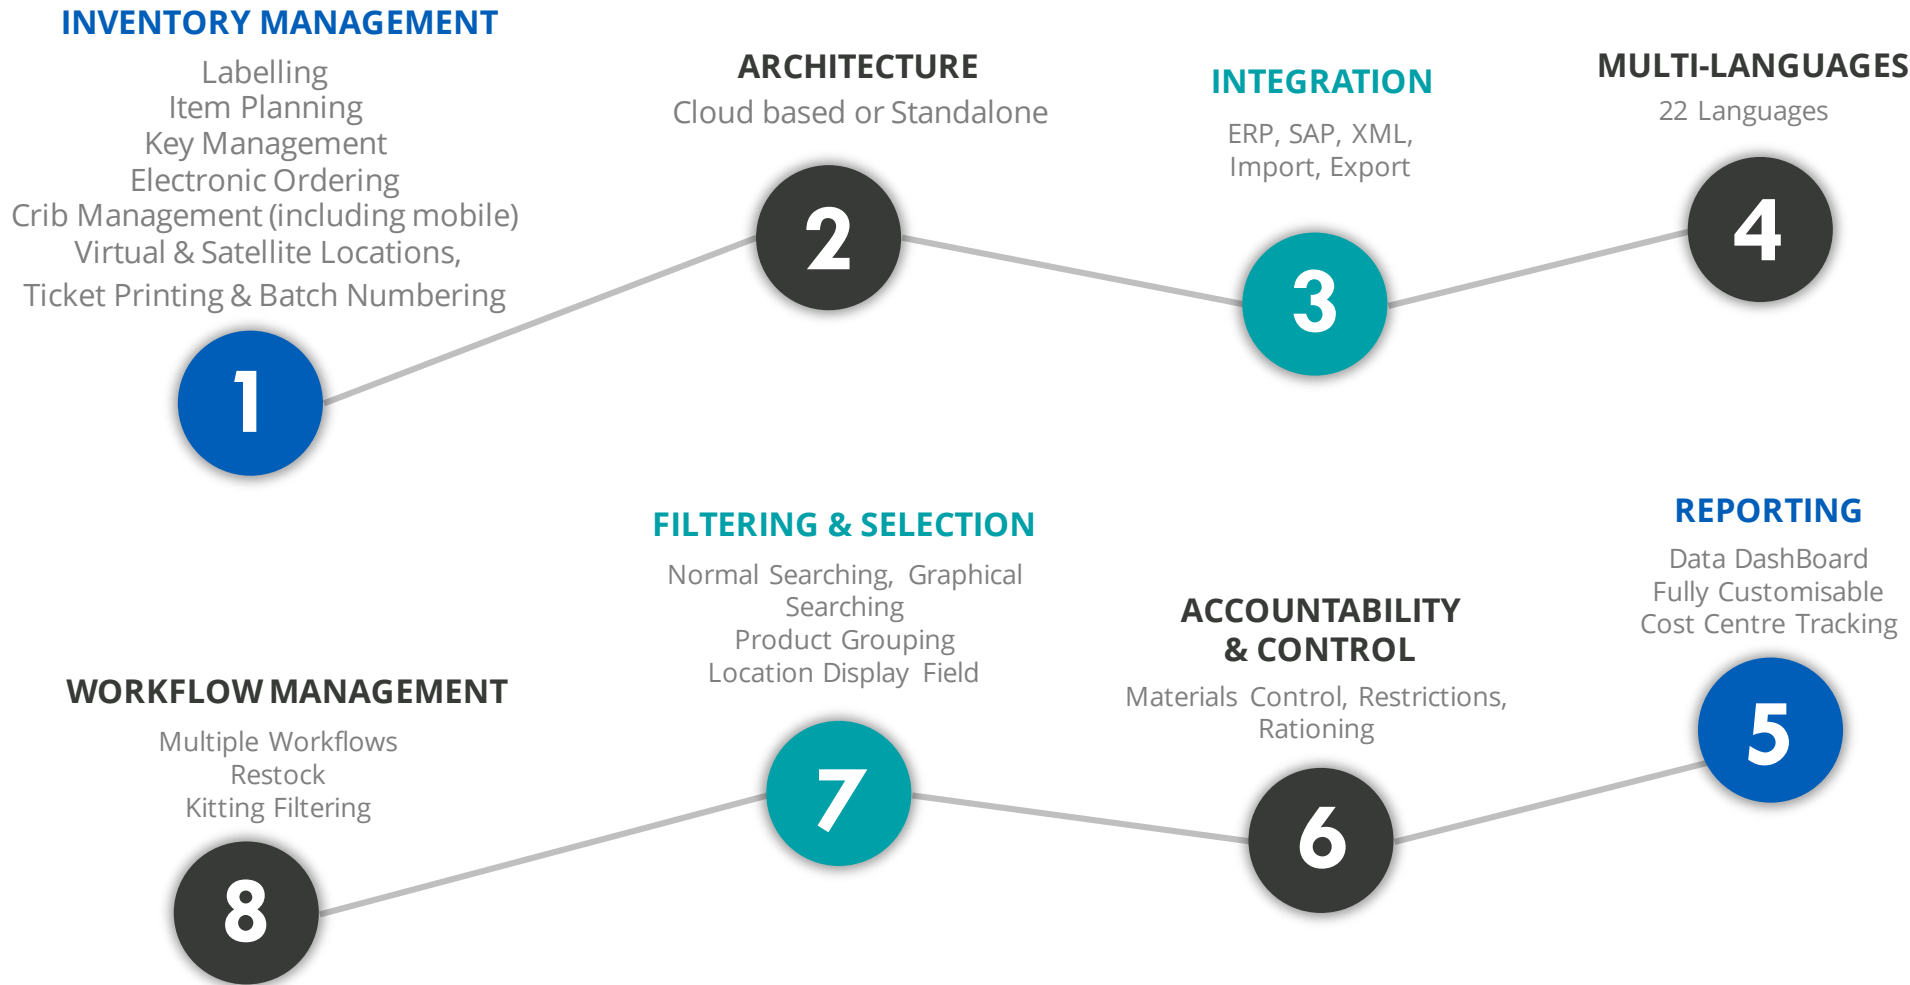 INVENTORY MANAGEMENT
Labelling
Item Planning
Key Management
Electronic Ordering
Crib Management (including mobile)
Virtual & Satellite Locations,
Ticket Printing & Batch Numbering
1
ARCHITECTURE
Cloud based or Standalone
2
INTEGRATION
ERP, SAP, XML,
Import, Export
3
MULTI-LANGUAGES
22 Languages
4
REPORTING
Data DashBoard
Fully Customisable
Cost Centre Tracking
5
ACCOUNTABILITY
& CONTROL
Materials Control, Restrictions,
Rationing
6
FILTERING & SELECTION
Normal Searching, Graphical
Searching
Product Grouping
Location Display Field
7
WORKFLOW MANAGEMENT
Multiple Workflows
Restock
Kitting Filtering
8